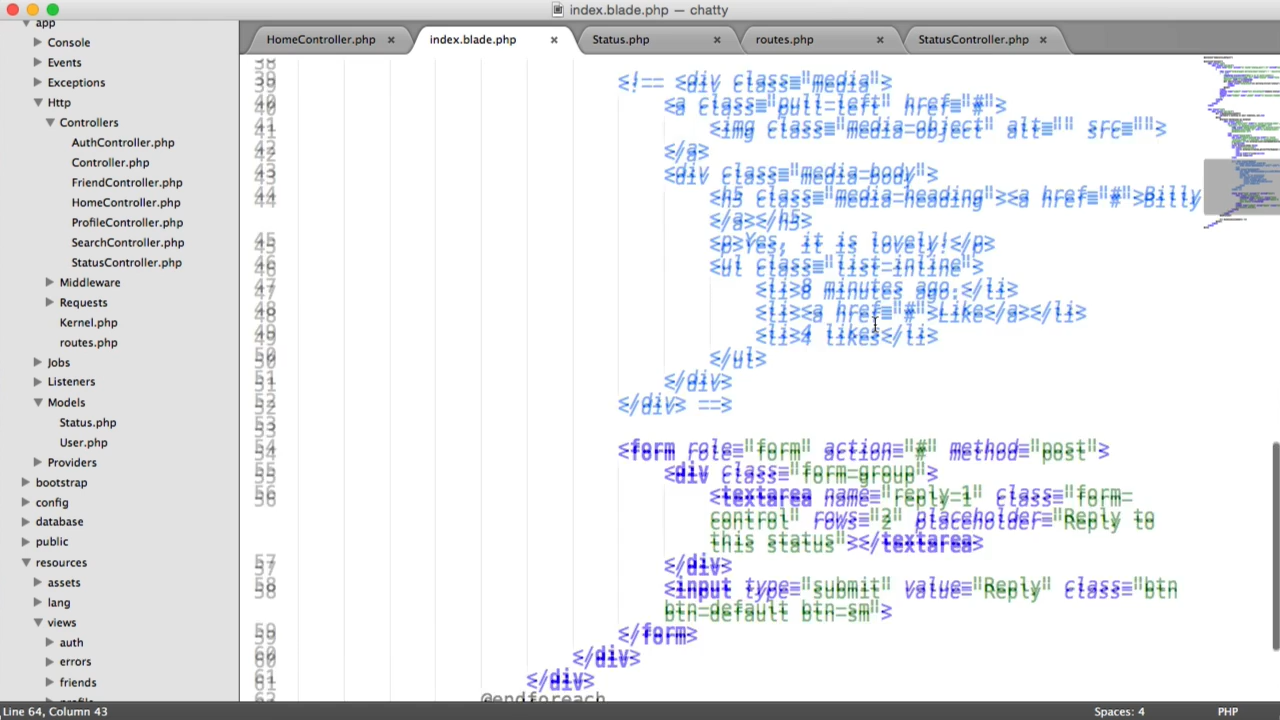 index.blade.php — chatty
HomeController.php
index.blade.php
Status.php
routes.php
StatusController.php
app
Console
Events
Exceptions
Http
Controllers
AuthController.php
Controller.php
FriendController.php
HomeController.php
ProfileController.php
SearchController.php
StatusController.php
Middleware
Requests
Kernel.php
routes.php
Jobs
Listeners
Models
Status.php
User.php
Providers
bootstrap
config
database
public
resources
assets
lang
views
auth
errors
friends
38
39 <!-- <div class="media">
40 <a class="pull-left" href="#">
41 <img class="media-object" alt="" src="">
42 </a>
43 <div class="media-body">
44 <h5 class="media-heading"><a href="#">Billy
</a></h5>
45 <p>Yes, it is lovely!</p>
46 <ul class="list-inline">
47 <li>8 minutes ago.</li>
48 <li><a href="#">Like</a></li>
49 <li>4 likes</li>
50 </ul>
51 </div>
52 </div> -->
53
54 <form role="form" action="#" method="post">
55 <div class="form-group">
56 <textarea name="reply-1" class="form-
control" rows="2" placeholder="Reply to
this status"></textarea>
57 </div>
58 <input type="submit" value="Reply" class="btn
btn-default btn-sm">
59 </form>
60 </div>
61 </div>
62 @endforeach
Line 64, Column 43
Spaces: 4
PHP